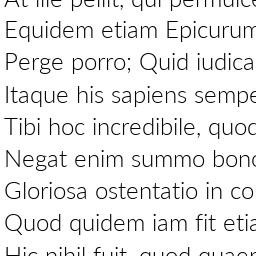 At ille pellit, qui permulce
Equidem etiam Epicurum
Perge porro; Quid iudica
Itaque his sapiens sempe
Tibi hoc incredibile, quod
Negat enim summo bono
Gloriosa ostentatio in co
Quod quidem iam fit etia
Hic nihil fuit, quod quaer